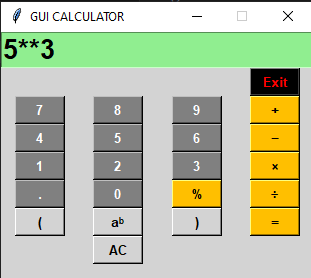 GUI CALCULATOR
5**3
Exit
7 8 9 +
4 5 6 −
1 2 3 ×
. 0 % ÷
( aᵇ ) =
AC